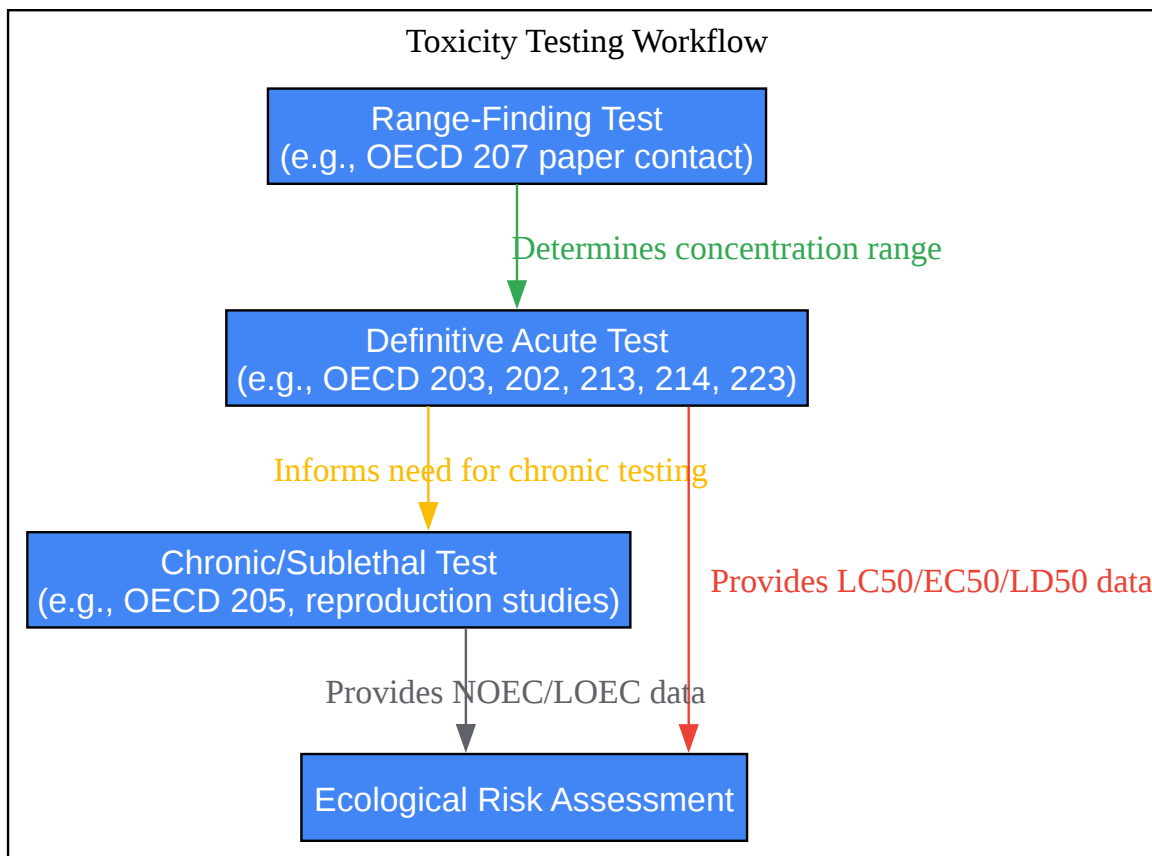 Toxicity Testing Workflow
Range-Finding Test
(e.g., OECD 207 paper contact)
Determines concentration range
Definitive Acute Test
(e.g., OECD 203, 202, 213, 214, 223)
Informs need for chronic testing
Chronic/Sublethal Test
(e.g., OECD 205, reproduction studies)
Provides LC50/EC50/LD50 data
Provides NOEC/LOEC data
Ecological Risk Assessment